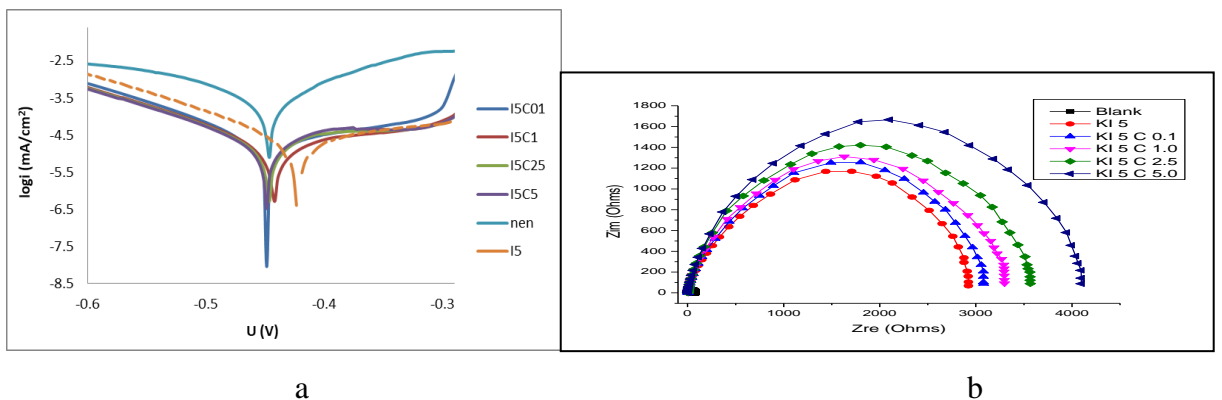 -2.5
-3.5
-4.5
-5.5
-6.5
-7.5
-8.5
-0.6
-0.5
-0.4
-0.3
logi (mA/cm²)
U (V)
I5C01
I5C1
I5C25
I5C5
nen
I5
a
1800
1600
1400
1200
1000
800
600
400
200
0
0
1000
2000
3000
4000
Zim (Ohms)
Zre (Ohms)
Blank
KI 5
KI 5 C 0.1
KI 5 C 1.0
KI 5 C 2.5
KI 5 C 5.0
b